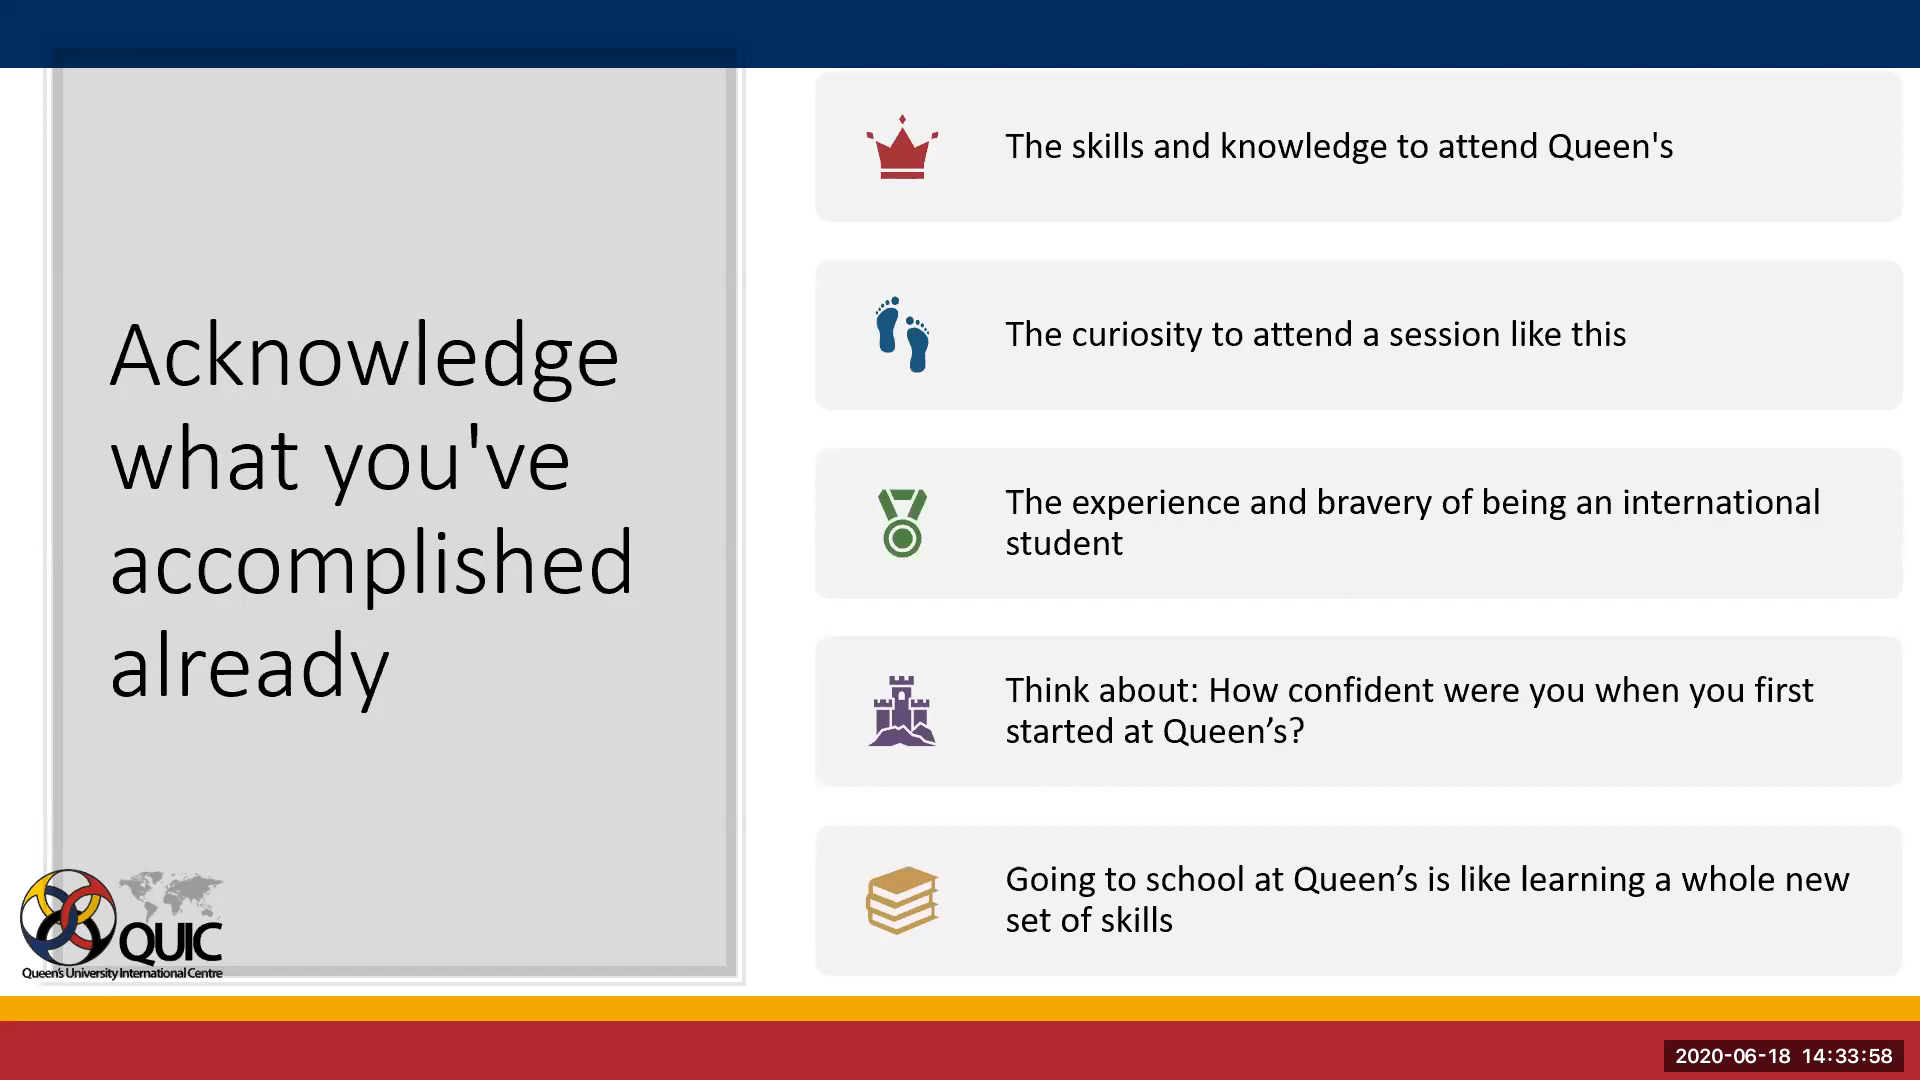 Acknowledge
what you've
accomplished
already
The skills and knowledge to attend Queen's
The curiosity to attend a session like this
The experience and bravery of being an international
student
Think about: How confident were you when you first
started at Queen’s?
Going to school at Queen’s is like learning a whole new
set of skills
QUIC
Queen's University International Centre
2020-06-18 14:33:58